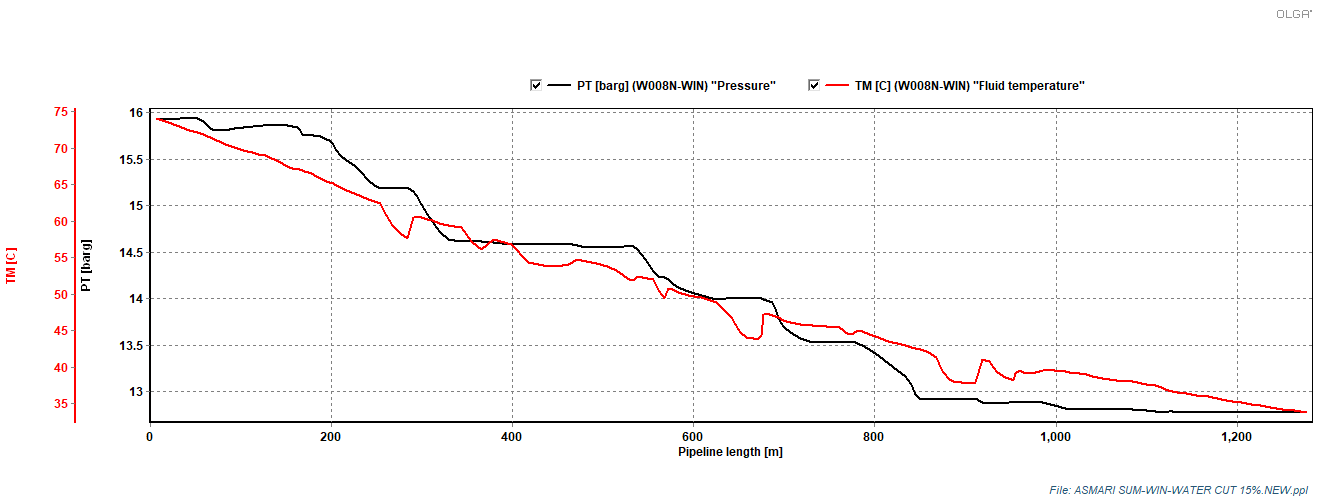 OLGA
PT [barg] (W008N-WIN) "Pressure" TM [C] (W008N-WIN) "Fluid temperature"
TM [C]
75
70
65
60
55
50
45
40
35
PT [barg]
16
15.5
15
14.5
14
13.5
13
0 200 400 600 800 1,000 1,200
Pipeline length [m]
File: ASMARI SUM-WIN-WATER CUT 15%.NEW.ppl